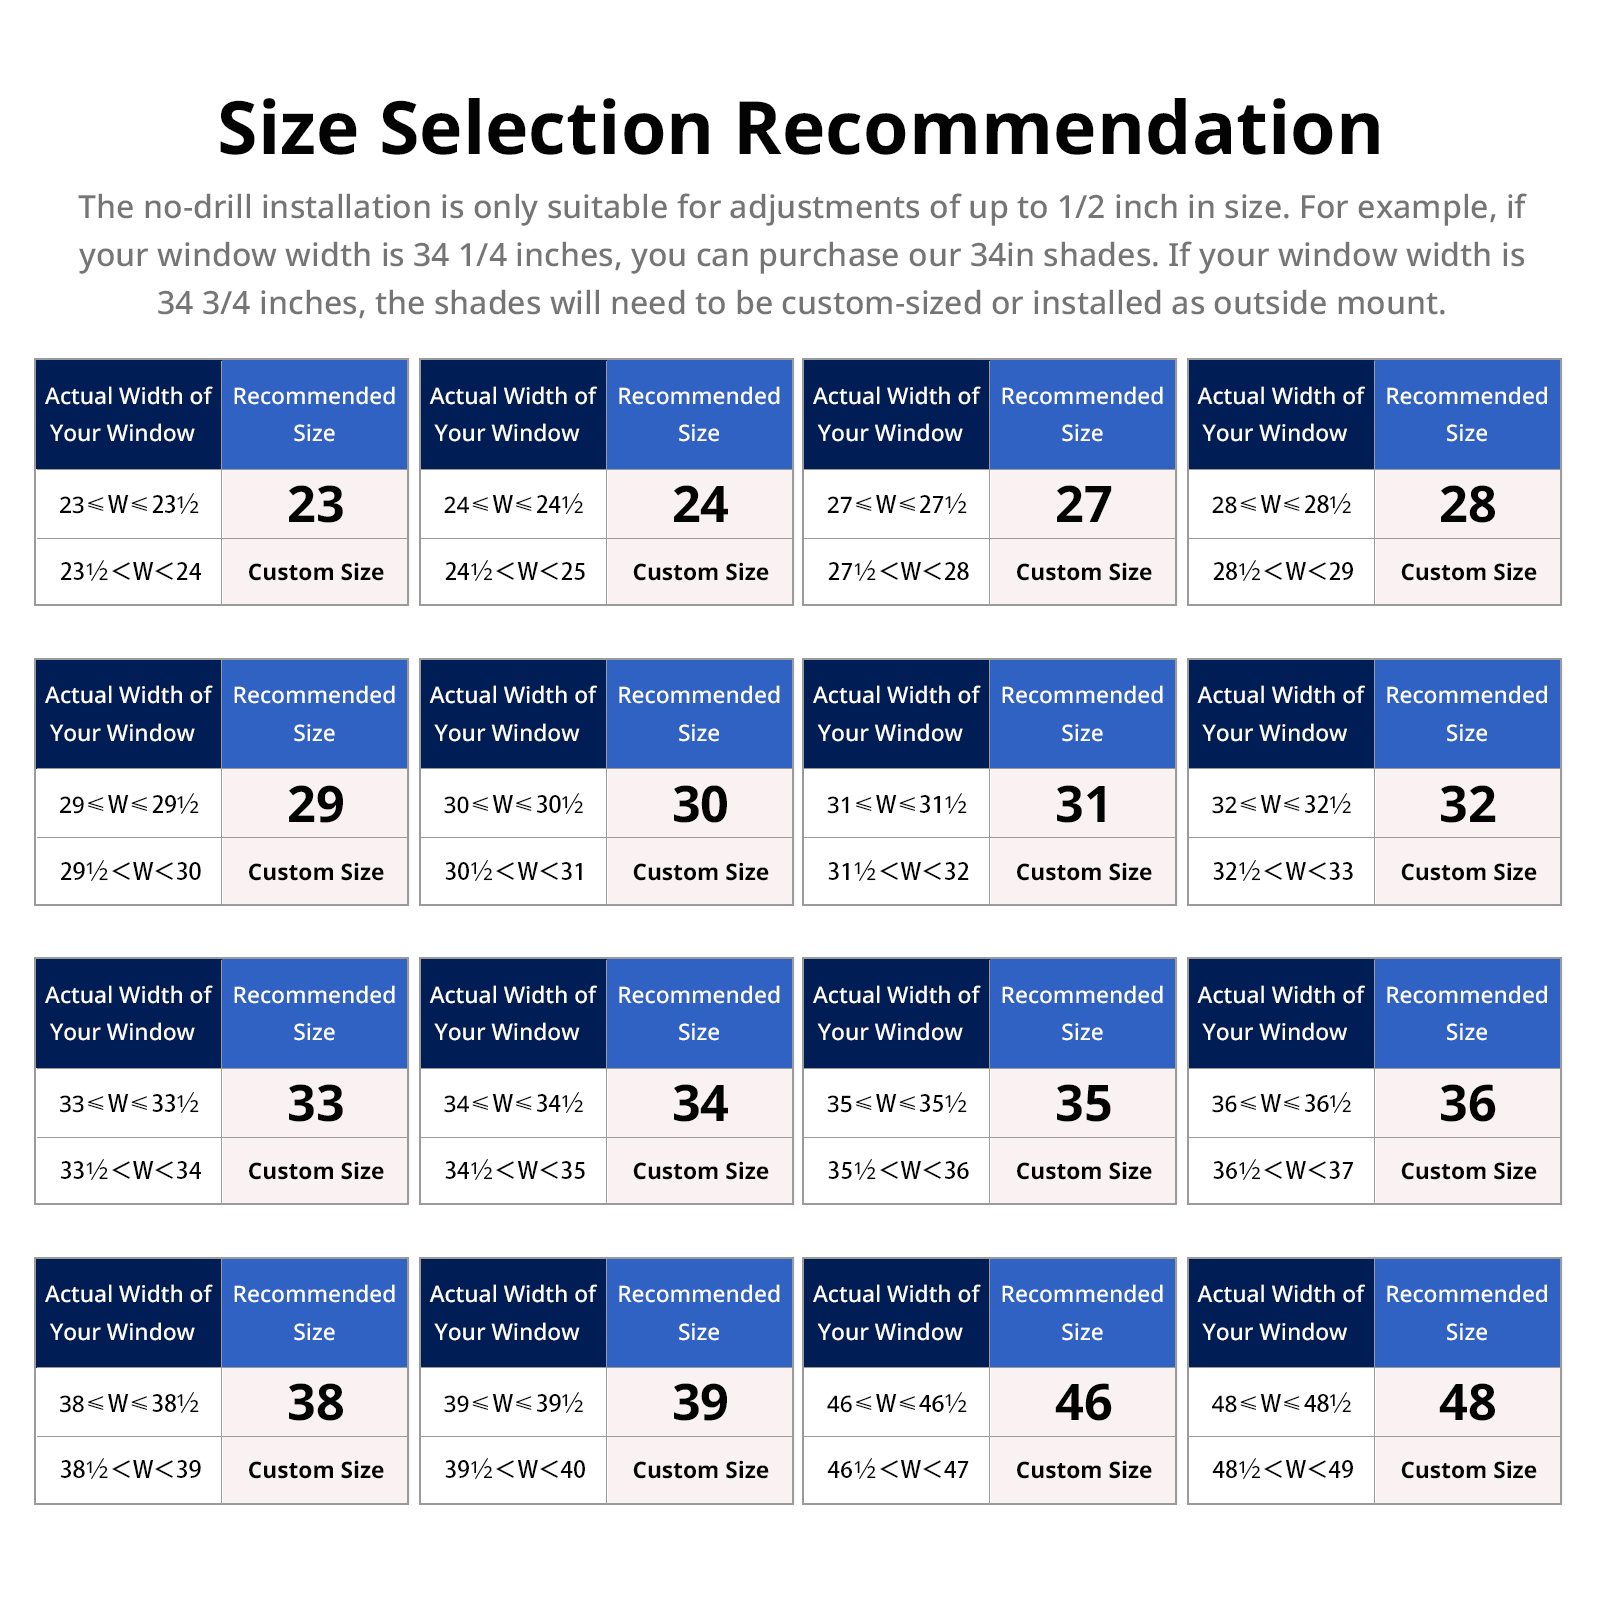 Size Selection Recommendation
The no-drill installation is only suitable for adjustments of up to 1/2 inch in size. For example, if
your window width is 34 1/4 inches, you can purchase our 34in shades. If your window width is
34 3/4 inches, the shades will need to be custom-sized or installed as outside mount.
Actual Width of Your Window Recommended Size
23⩽W⩽23½ 23
23½<W<24 Custom Size
Actual Width of Your Window Recommended Size
24⩽W⩽24½ 24
24½<W<25 Custom Size
Actual Width of Your Window Recommended Size
27⩽W⩽27½ 27
27½<W<28 Custom Size
Actual Width of Your Window Recommended Size
28⩽W⩽28½ 28
28½<W<29 Custom Size
Actual Width of Your Window Recommended Size
29⩽W⩽29½ 29
29½<W<30 Custom Size
Actual Width of Your Window Recommended Size
30⩽W⩽30½ 30
30½<W<31 Custom Size
Actual Width of Your Window Recommended Size
31⩽W⩽31½ 31
31½<W<32 Custom Size
Actual Width of Your Window Recommended Size
32⩽W⩽32½ 32
32½<W<33 Custom Size
Actual Width of Your Window Recommended Size
33⩽W⩽33½ 33
33½<W<34 Custom Size
Actual Width of Your Window Recommended Size
34⩽W⩽34½ 34
34½<W<35 Custom Size
Actual Width of Your Window Recommended Size
35⩽W⩽35½ 35
35½<W<36 Custom Size
Actual Width of Your Window Recommended Size
36⩽W⩽36½ 36
36½<W<37 Custom Size
Actual Width of Your Window Recommended Size
38⩽W⩽38½ 38
38½<W<39 Custom Size
Actual Width of Your Window Recommended Size
39⩽W⩽39½ 39
39½<W<40 Custom Size
Actual Width of Your Window Recommended Size
46⩽W⩽46½ 46
46½<W<47 Custom Size
Actual Width of Your Window Recommended Size
48⩽W⩽48½ 48
48½<W<49 Custom Size